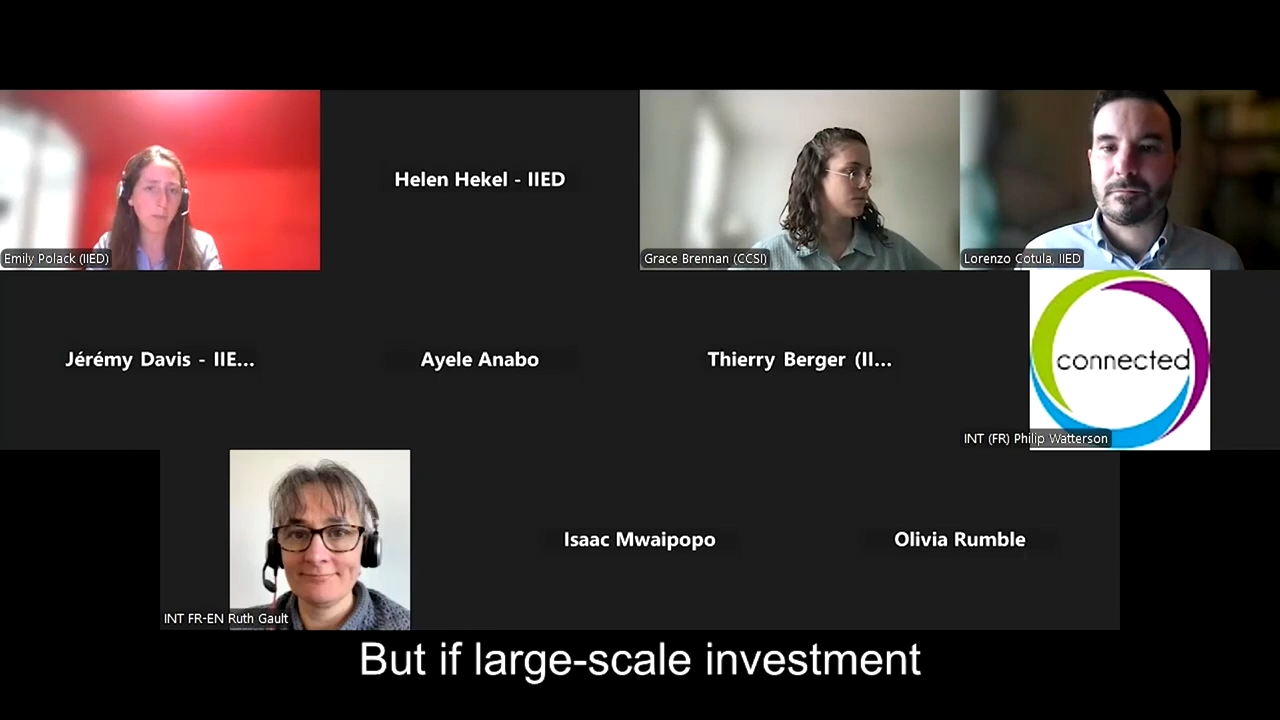 Helen Hekel - IIED
Emily Polack (IIED)
Grace Brennan (CCSI)
Lorenzo Cotula, IIED
Jérémy Davis - IIE...
Ayele Anabo
Thierry Berger (II...
connected
INT (FR) Philip Watterson
Isaac Mwaipopo
Olivia Rumble
INT FR-EN Ruth Gault
But if large-scale investment